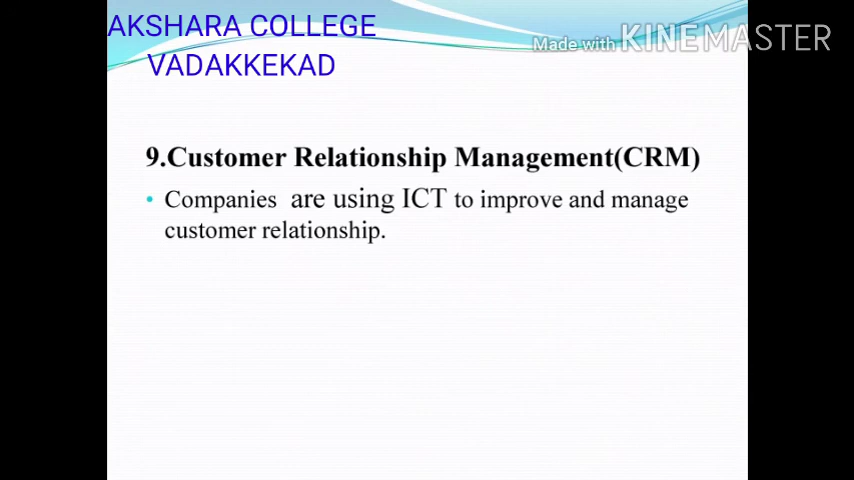 AKSHARA COLLEGE
VADAKKEKAD
Made with KINEMASTER
9.Customer Relationship Management(CRM)
• Companies are using ICT to improve and manage
customer relationship.